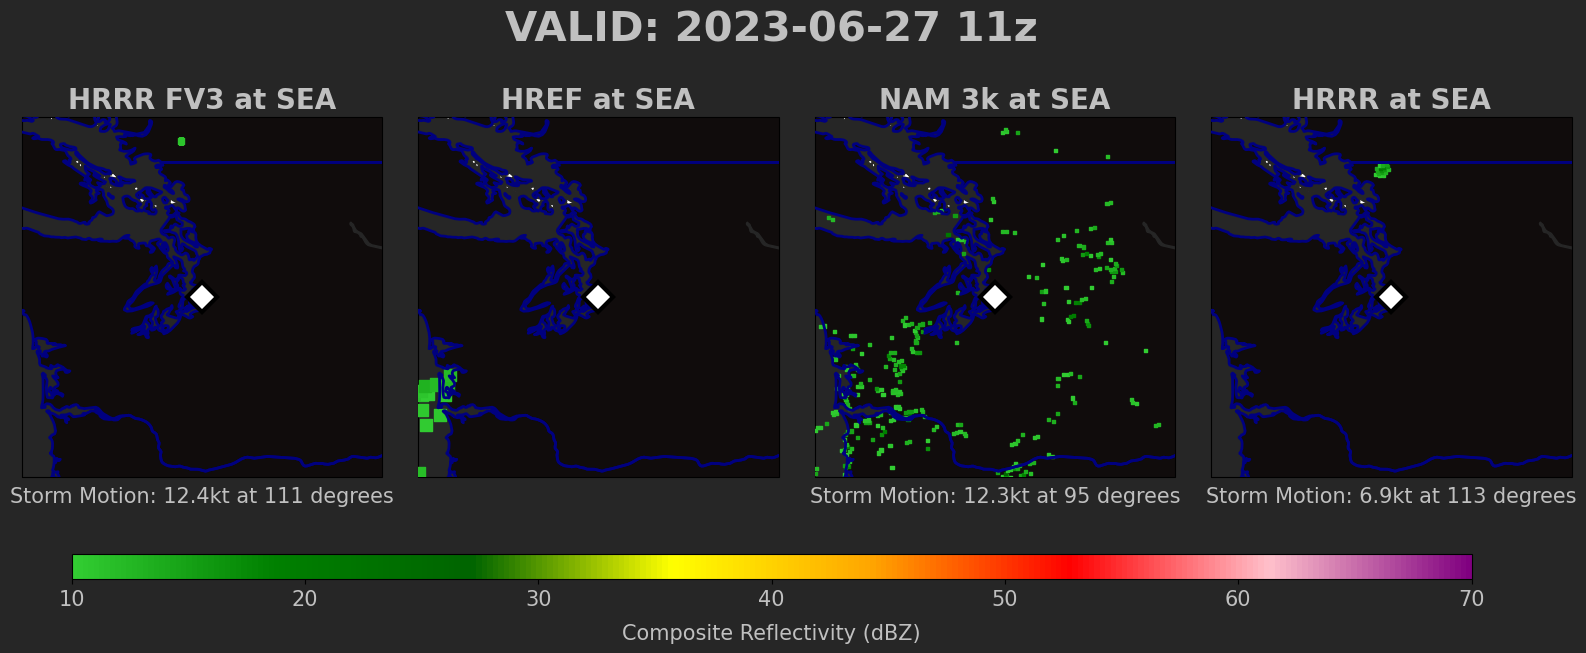 VALID: 2023-06-27 11z
HRRR FV3 at SEA
HREF at SEA
NAM 3k at SEA
HRRR at SEA
Storm Motion: 12.4kt at 111 degrees
Storm Motion: 12.3kt at 95 degrees
Storm Motion: 6.9kt at 113 degrees
10 20 30 40 50 60 70
Composite Reflectivity (dBZ)